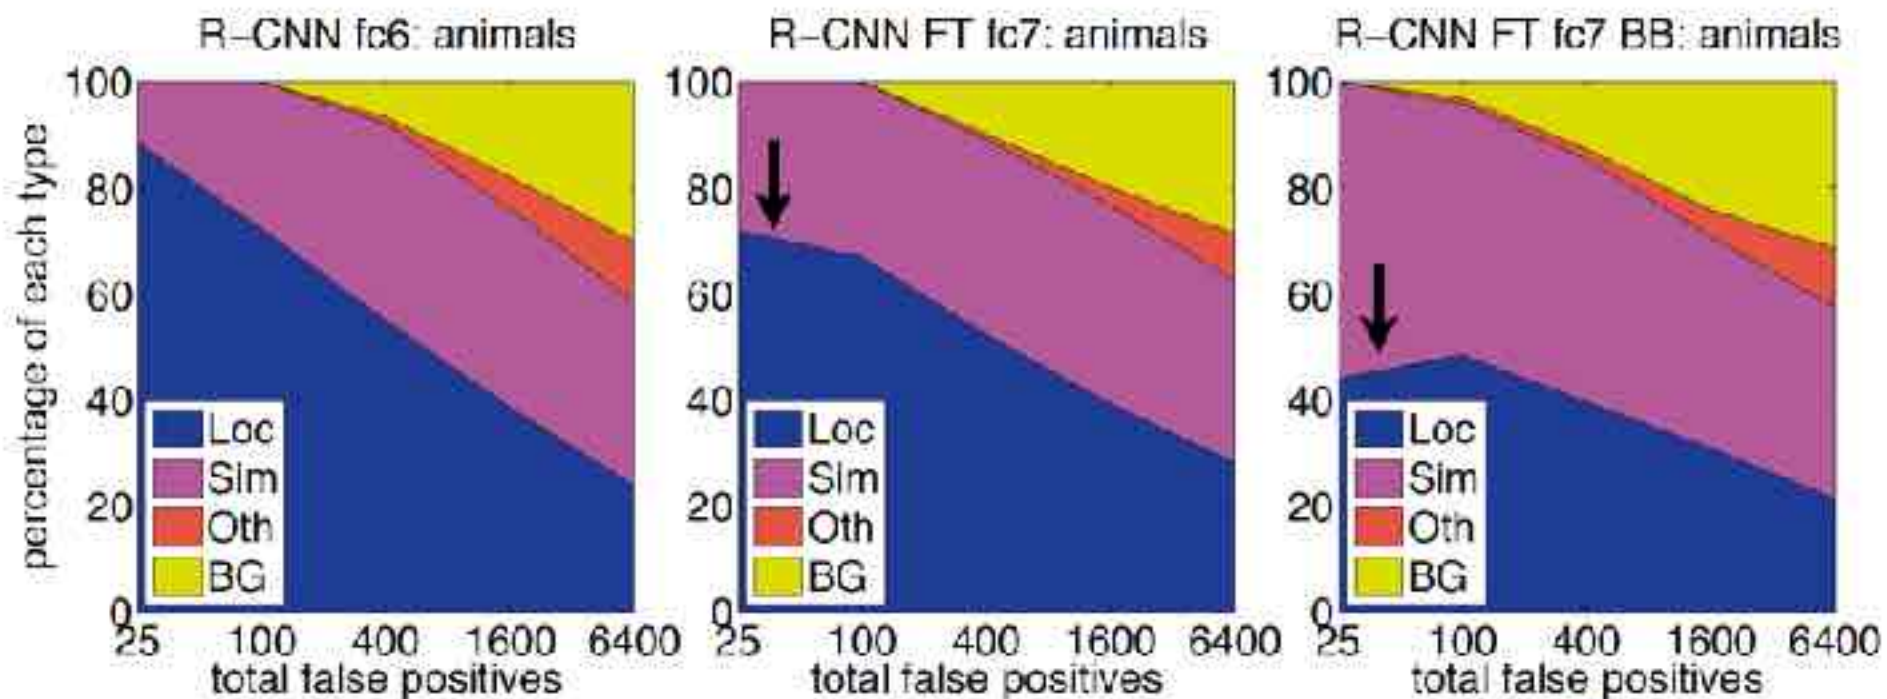 R-CNN fc6: animals
R-CNN FT fc7: animals
R-CNN FT fc7 BB: animals
percentage of each type
100
80
60
40
20
0
Loc
Sim
Oth
BG
25 100 400 1600 6400
total false positives
100
80
60
40
20
0
Loc
Sim
Oth
BG
25 100 400 1600 6400
total false positives
100
80
60
40
20
0
Loc
Sim
Oth
BG
25 100 400 1600 6400
total false positives